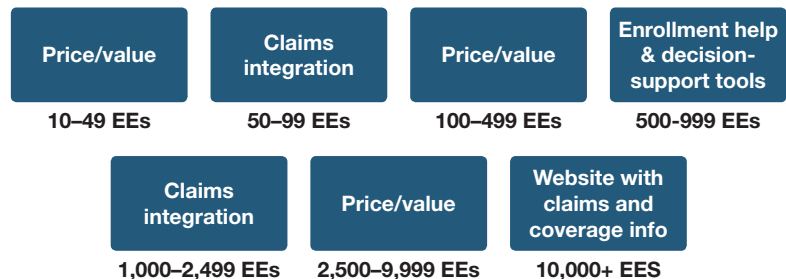 Price/value
10–49 EEs
Claims
integration
50–99 EEs
Price/value
100–499 EEs
Enrollment help
& decision-
support tools
500-999 EEs
Claims
integration
1,000–2,499 EEs
Price/value
2,500–9,999 EEs
Website with
claims and
coverage info
10,000+ EES